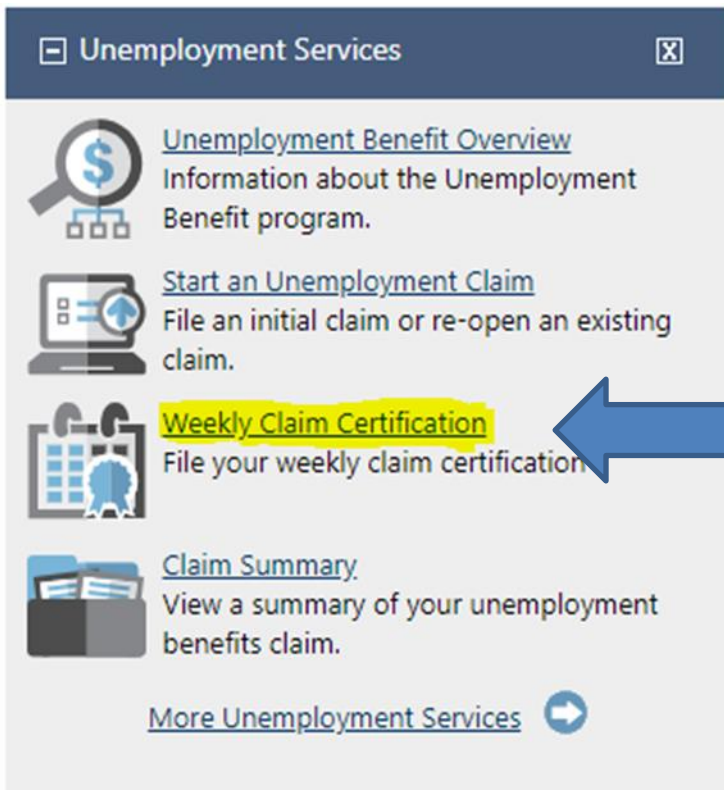 Unemployment Services
Unemployment Benefit Overview
Information about the Unemployment
Benefit program.
Start an Unemployment Claim
File an initial claim or re-open an existing
claim.
Weekly Claim Certification
File your weekly claim certification
Claim Summary
View a summary of your unemployment
benefits claim.
More Unemployment Services